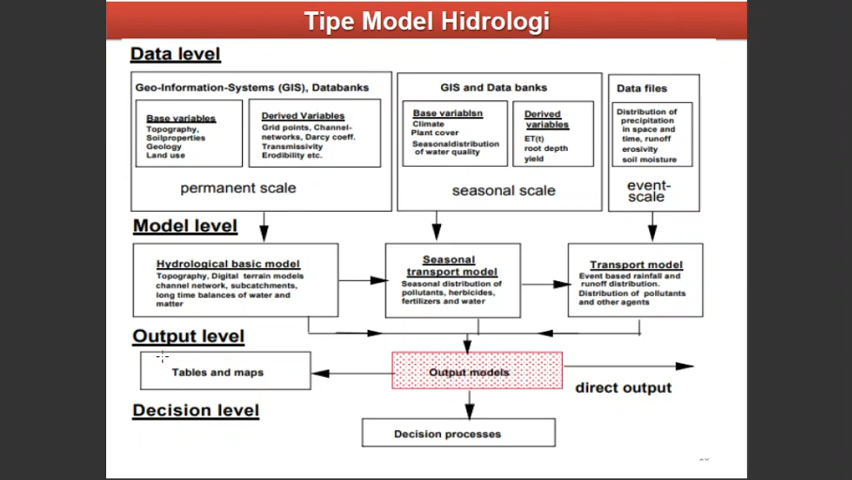 Tipe Model Hidrologi
Data level
Geo-Information-Systems (GIS), Databanks
Base variables
Topography,
Soilproperties
Geology
Land use
Derived Variables
Grid points, Channel-
networks, Darcy coeff.
Transmissivity
Erodibility etc.
permanent scale
GIS and Data banks
Base variablsn
Climate
Plant cover
Seasonaldistribution
of water quality
Derived
variables
ET(t)
root depth
yield
seasonal scale
Data files
Distribution of
precipitation
in space and
time, runoff
erosivity
soil moisture
event-
scale
Model level
Hydrological basic model
Topography, Digital terrain models
channel network, subcatchments,
long time balances of water and
matter
Seasonal
transport model
Seasonal distribution of
pollutants, herbicides,
fertilizers and water
Transport model
Event based rainfall and
runoff distribution.
Distribution of pollutants
and other agents
Output level
Tables and maps
Output models
direct output
Decision level
Decision processes